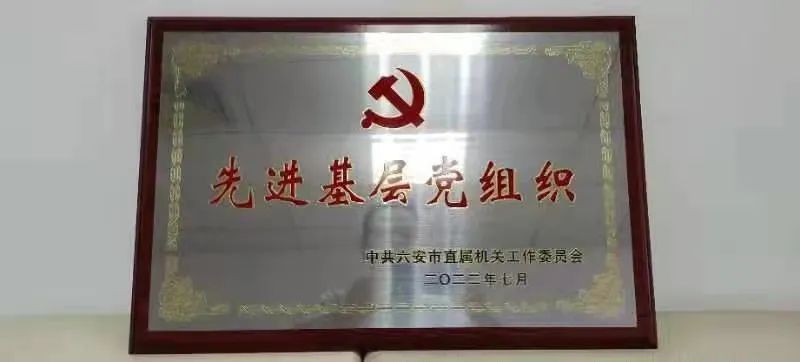 先进基层党组织
中共六安市直属机关工作委员会
二〇二二年七月